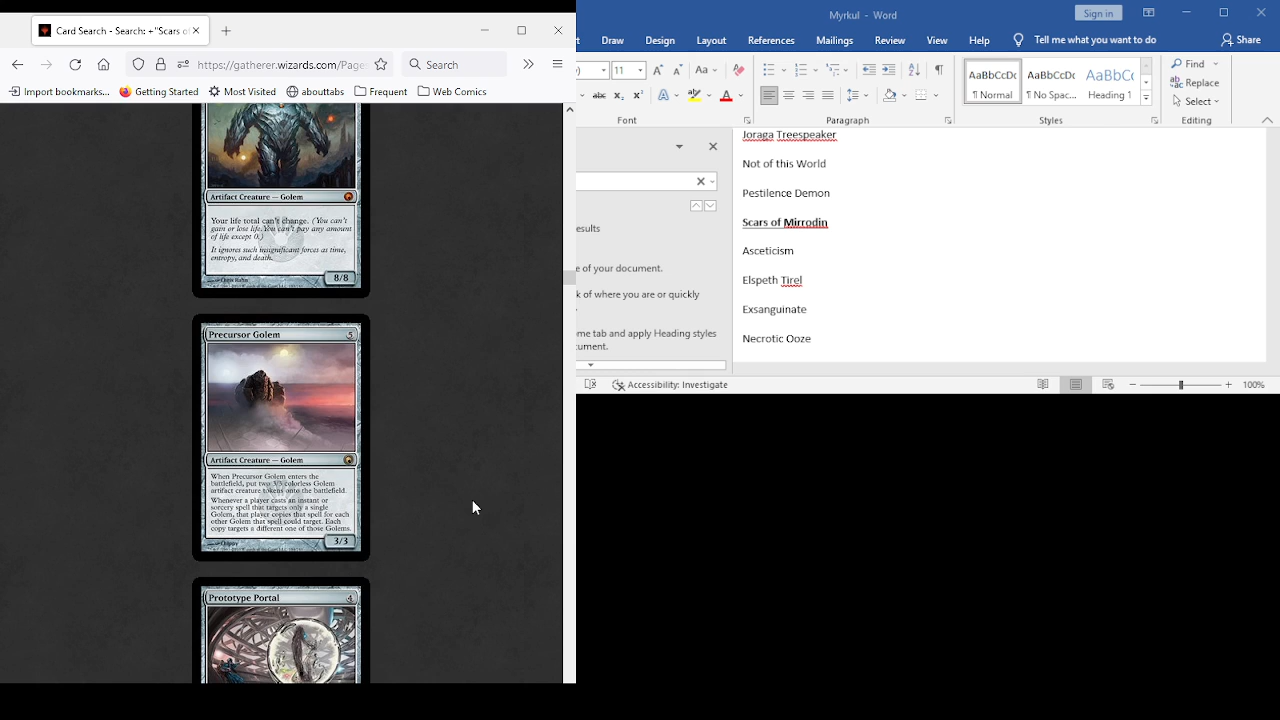 Card Search - Search: +"Scars o
https://gatherer.wizards.com/Page
Search
Import bookmarks...
Getting Started
Most Visited
abouttabs
Frequent
Web Comics
Artifact Creature — Golem
Your life total can't change. (You can't
gain or lose life. You can't pay any amount
of life except 0.)
It ignores such insignificant forces as time,
entropy, and death.
8/8
Precursor Golem 5
Artifact Creature — Golem
When Precursor Golem enters the
battlefield, put two 3/3 colorless Golem
artifact creature tokens onto the battlefield.
Whenever a player casts an instant or
sorcery spell that targets only a single
Golem, that player copies that spell for each
other Golem that spell could target. Each
copy targets a different one of those Golems.
3/3
Prototype Portal 4
Myrkul - Word
Sign in
t Draw Design Layout References Mailings Review View Help Tell me what you want to do Share
11 Aa
abc x₂ x² A A
Font
Paragraph
AaBbCcDc AaBbCcDc AaBbCc
¶ Normal ¶ No Spac... Heading 1
Styles
Find
Replace
Select
Editing
esults
e of your document.
k of where you are or quickly
me tab and apply Heading styles
cument.
Joraga Treespeaker
Not of this World
Pestilence Demon
Scars of Mirrodin
Asceticism
Elspeth Tirel
Exsanguinate
Necrotic Ooze
Accessibility: Investigate
100%